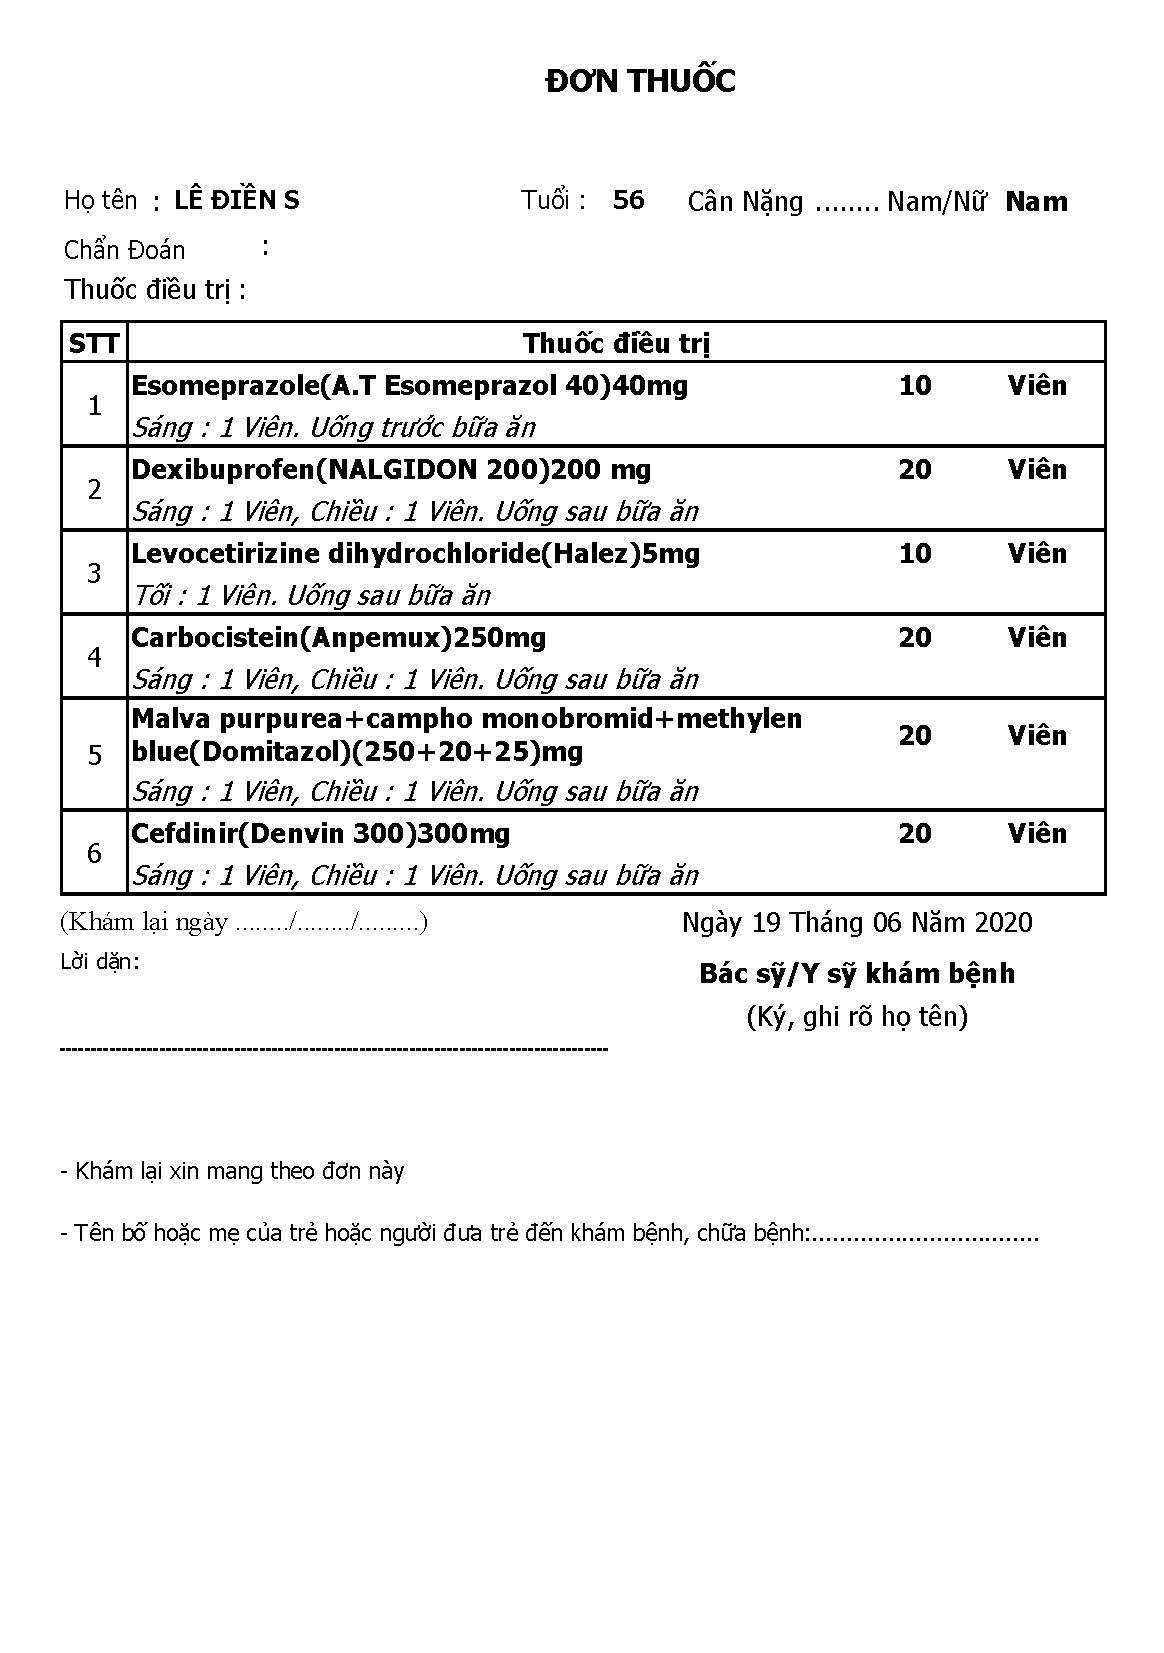 ĐƠN THUỐC
Họ tên : LÊ ĐIỀN S Tuổi : 56 Cân Nặng ........ Nam/Nữ Nam
Chẩn Đoán :
Thuốc điều trị :
STT Thuốc điều trị
1 Esomeprazole(A.T Esomeprazol 40)40mg 10 Viên
Sáng : 1 Viên. Uống trước bữa ăn
2 Dexibuprofen(NALGIDON 200)200 mg 20 Viên
Sáng : 1 Viên, Chiều : 1 Viên. Uống sau bữa ăn
3 Levocetirizine dihydrochloride(Halez)5mg 10 Viên
Tối : 1 Viên. Uống sau bữa ăn
4 Carbocistein(Anpemux)250mg 20 Viên
Sáng : 1 Viên, Chiều : 1 Viên. Uống sau bữa ăn
5 Malva purpurea+campho monobromid+methylen
blue(Domitazol)(250+20+25)mg 20 Viên
Sáng : 1 Viên, Chiều : 1 Viên. Uống sau bữa ăn
6 Cefdinir(Denvin 300)300mg 20 Viên
Sáng : 1 Viên, Chiều : 1 Viên. Uống sau bữa ăn
(Khám lại ngày ......../......../.........) Ngày 19 Tháng 06 Năm 2020
Lời dặn:
Bác sỹ/Y sỹ khám bệnh
(Ký, ghi rõ họ tên)
- Khám lại xin mang theo đơn này
- Tên bố hoặc mẹ của trẻ hoặc người đưa trẻ đến khám bệnh, chữa bệnh:.................................